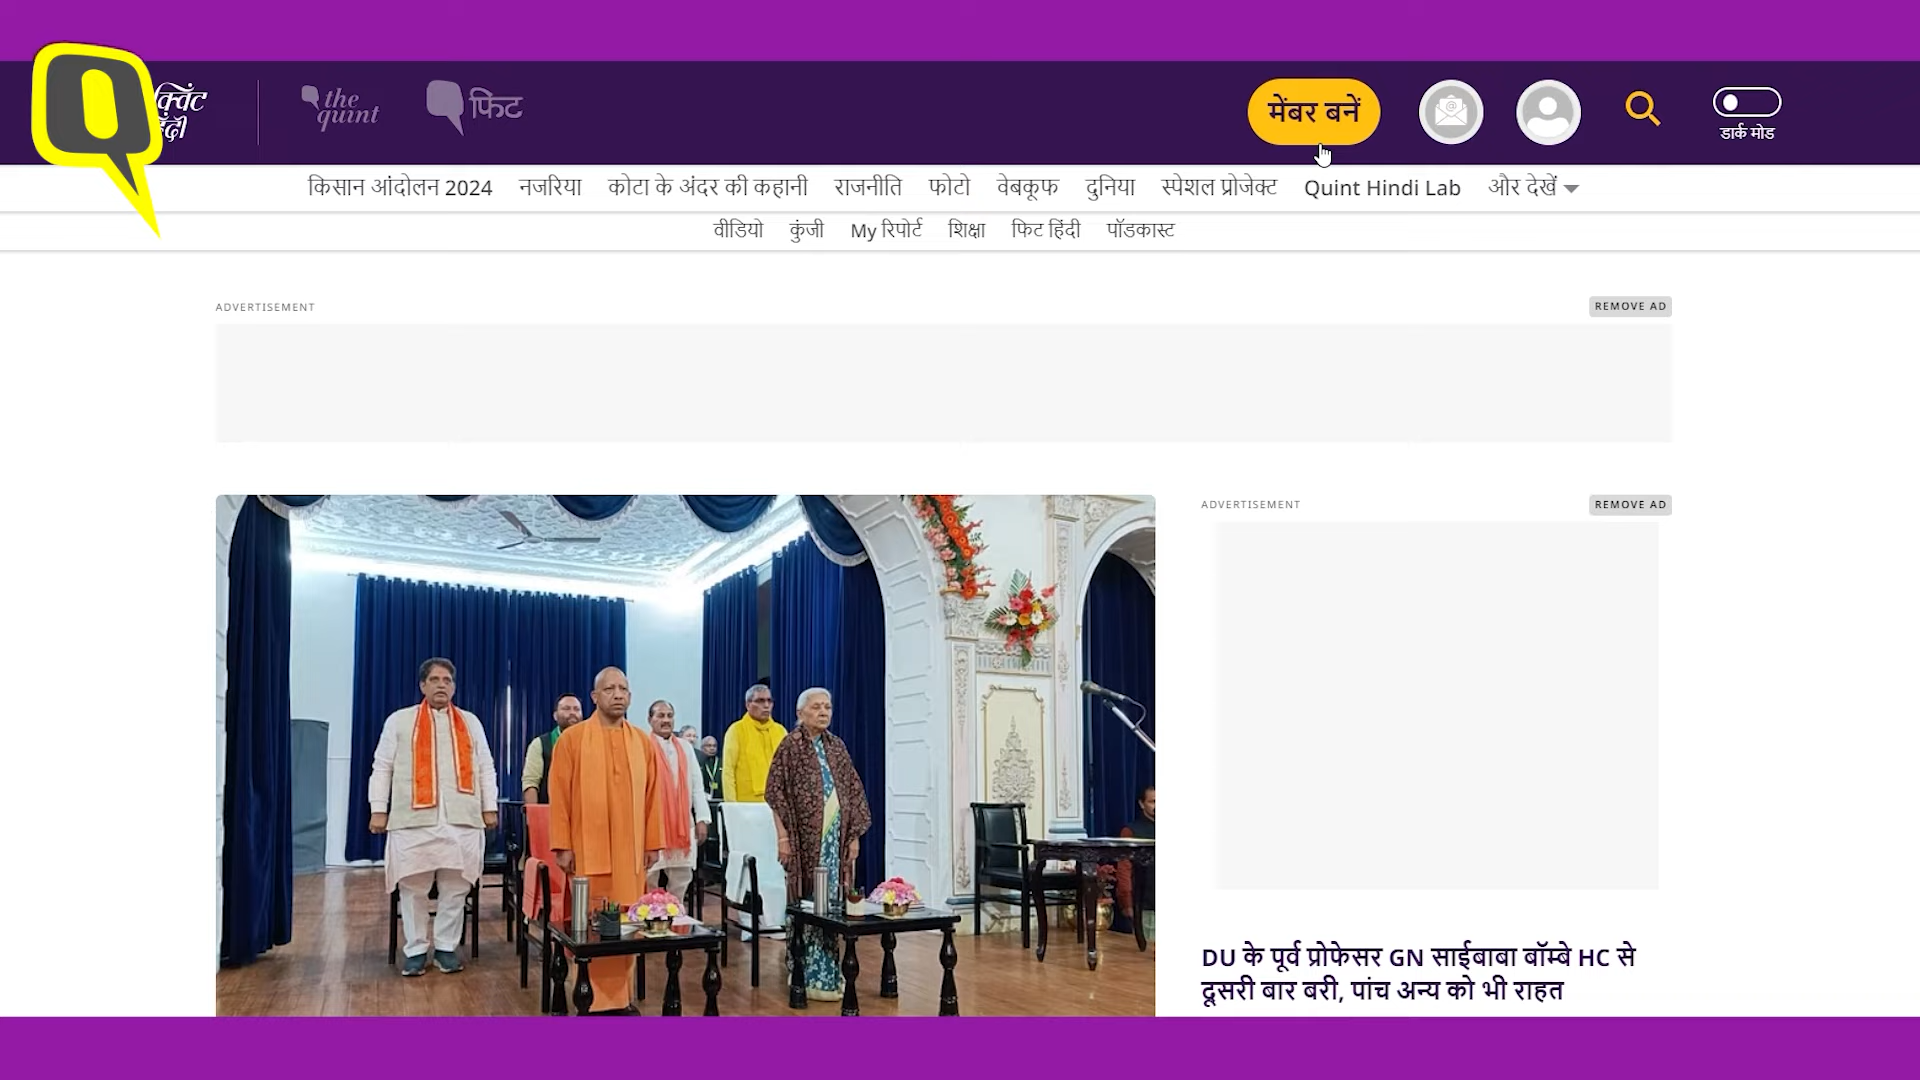 क्विंट
हिंदी
the
quint
फिट
मेंबर बनें
डार्क मोड
किसान आंदोलन 2024 नजरिया कोटा के अंदर की कहानी राजनीति फोटो वेबकूफ दुनिया स्पेशल प्रोजेक्ट Quint Hindi Lab और देखें
वीडियो कुंजी My रिपोर्ट शिक्षा फिट हिंदी पॉडकास्ट
ADVERTISEMENT REMOVE AD
ADVERTISEMENT REMOVE AD
DU के पूर्व प्रोफेसर GN साईबाबा बॉम्बे HC से
दूसरी बार बरी, पांच अन्य को भी राहत